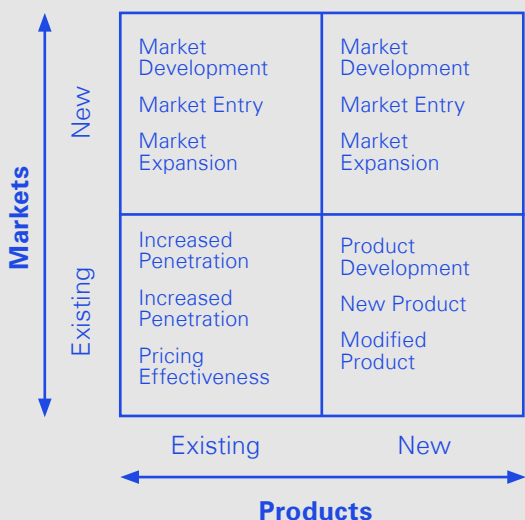 Markets
New
Existing
Market
Development
Market Entry
Market
Expansion
Market
Development
Market Entry
Market
Expansion
Increased
Penetration
Increased
Penetration
Pricing
Effectiveness
Product
Development
New Product
Modified
Product
Existing
New
Products